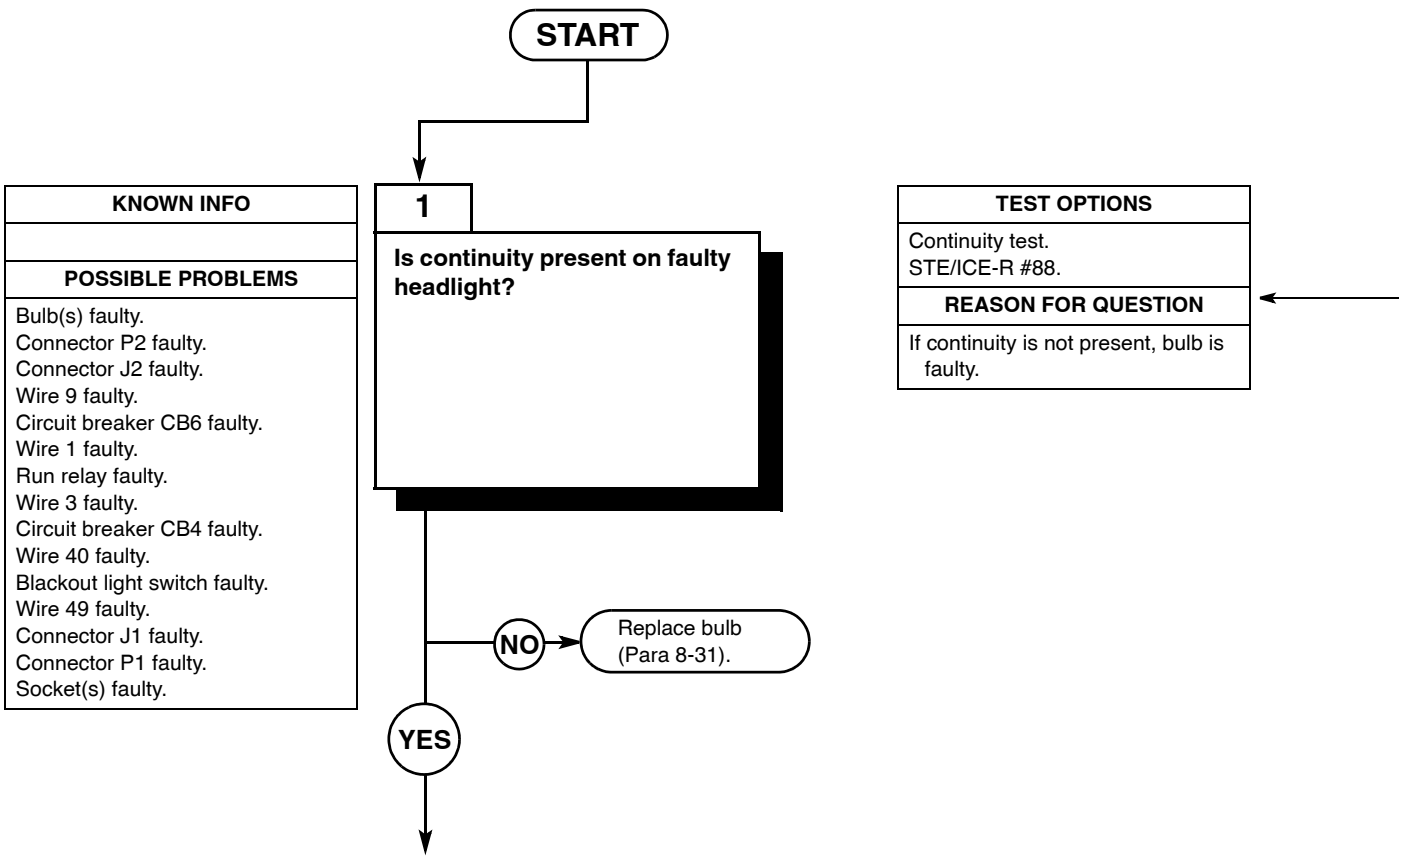 START
KNOWN INFO
POSSIBLE PROBLEMS
Bulb(s) faulty.
Connector P2 faulty.
Connector J2 faulty.
Wire 9 faulty.
Circuit breaker CB6 faulty.
Wire 1 faulty.
Run relay faulty.
Wire 3 faulty.
Circuit breaker CB4 faulty.
Wire 40 faulty.
Blackout light switch faulty.
Wire 49 faulty.
Connector J1 faulty.
Connector P1 faulty.
Socket(s) faulty.
1
Is continuity present on faulty
headlight?
TEST OPTIONS
Continuity test.
STE/ICE-R #88.
REASON FOR QUESTION
If continuity is not present, bulb is
faulty.
NO
Replace bulb
(Para 8-31).
YES